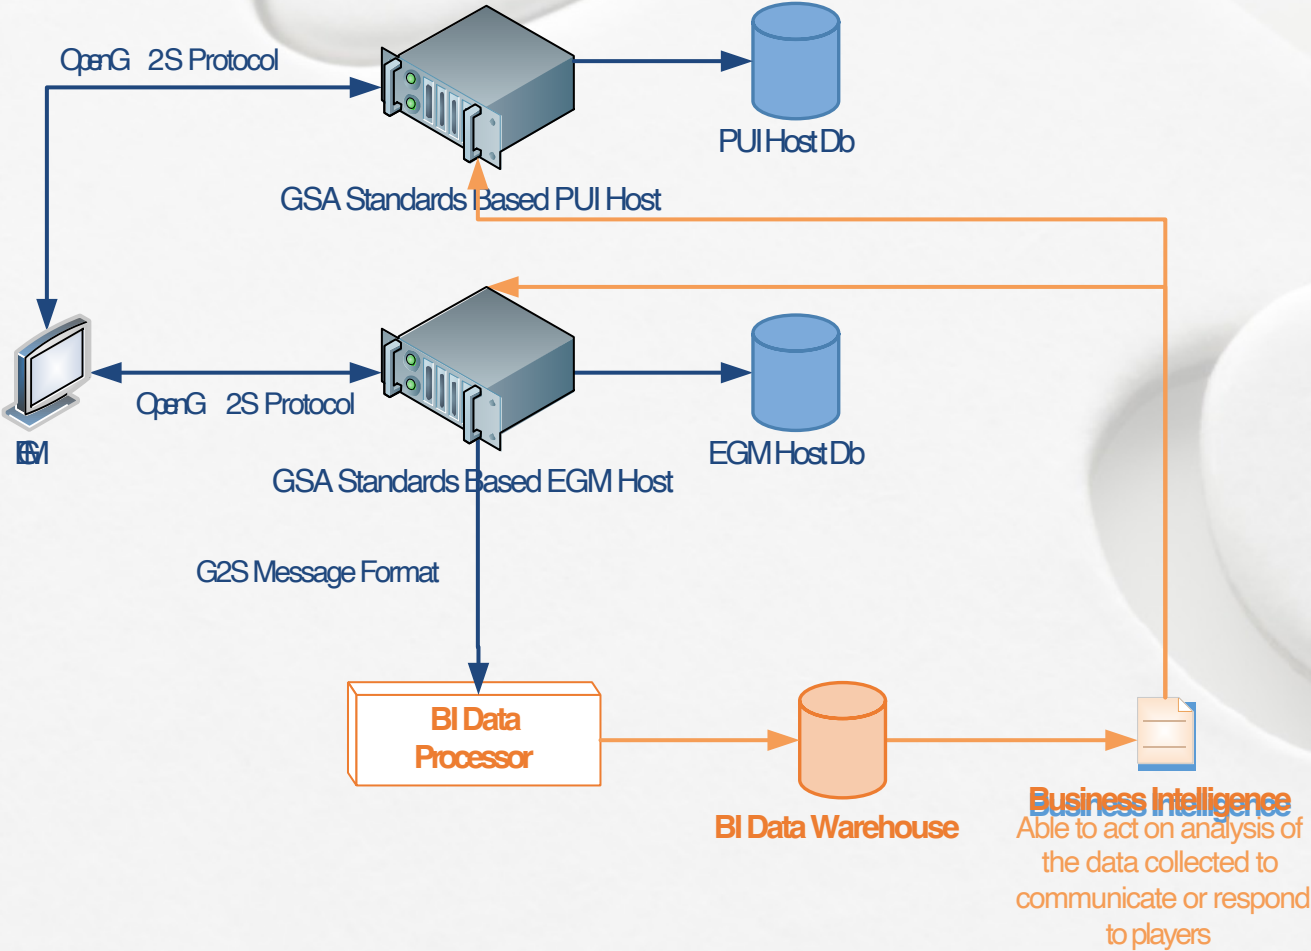 OpenG 2S Protocol
PUI Host Db
GSA Standards Based PUI Host
OpenG 2S Protocol
EGM
EGM Host Db
GSA Standards Based EGM Host
G2S Message Format
BI Data
Processor
BI Data Warehouse
Business Intelligence
Able to act on analysis of
the data collected to
communicate or respond
to players